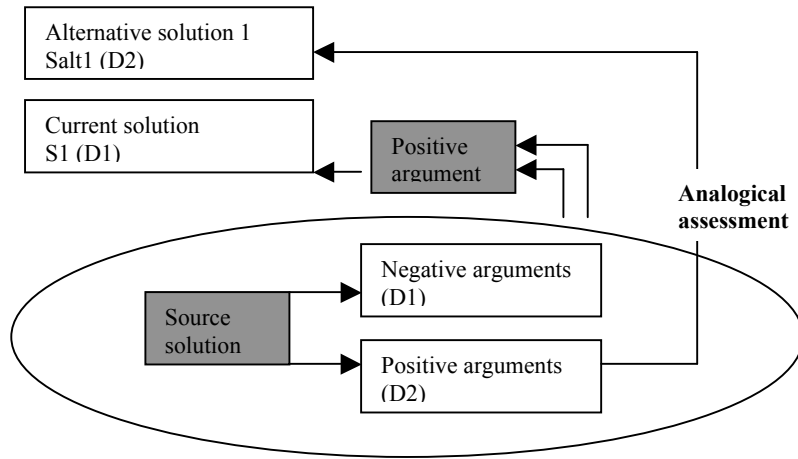 Alternative solution 1
Salt1 (D2)
Current solution
S1 (D1)
Positive
argument
Analogical
assessment
Negative arguments
(D1)
Source
solution
Positive arguments
(D2)